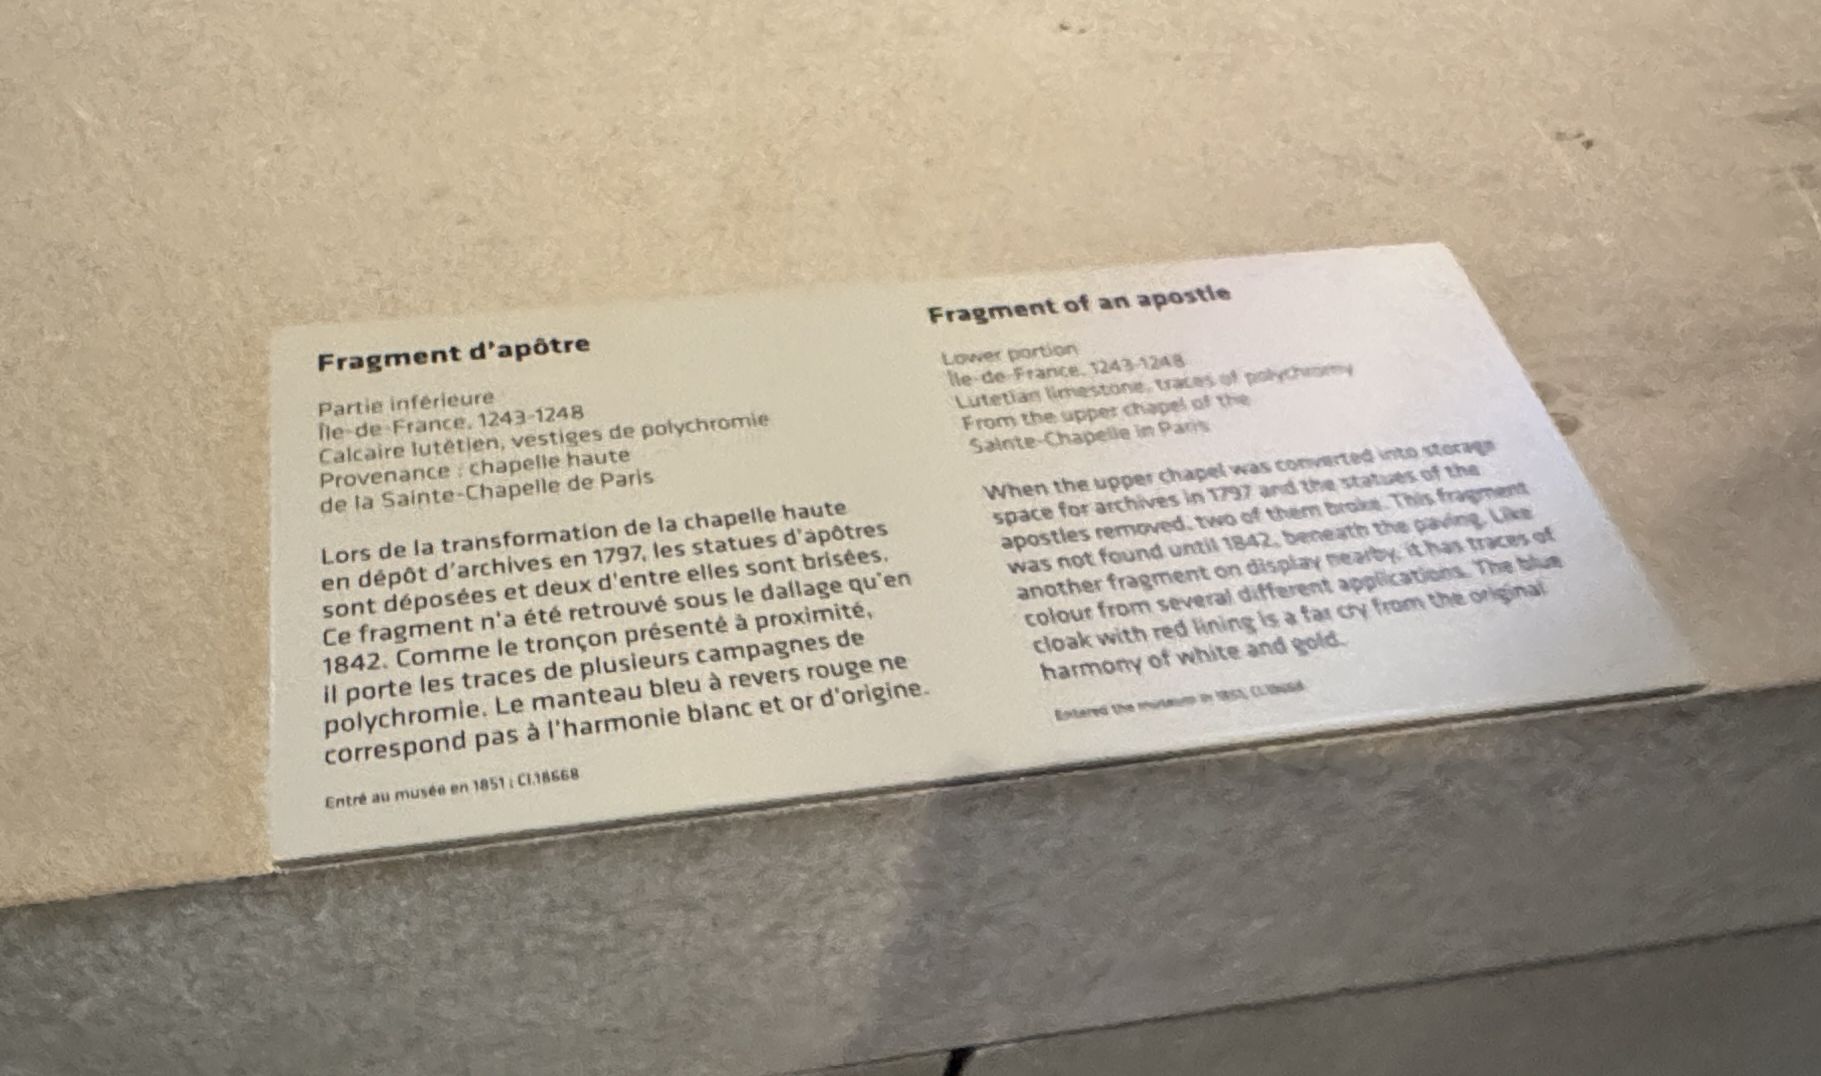 Fragment d'apôtre
Partie inférieure
Île-de-France, 1243-1248
Calcaire lutétien, vestiges de polychromie
Provenance : chapelle haute
de la Sainte-Chapelle de Paris
Lors de la transformation de la chapelle haute
en dépôt d'archives en 1797, les statues d'apôtres
sont déposées et deux d'entre elles sont brisées.
Ce fragment n'a été retrouvé sous le dallage qu'en
1842. Comme le tronçon présenté à proximité,
il porte les traces de plusieurs campagnes de
polychromie. Le manteau bleu à revers rouge ne
correspond pas à l'harmonie blanc et or d'origine.
Entré au musée en 1851 ; Cl.18668
Fragment of an apostle
Lower portion
Île-de-France, 1243-1248
Lutetian limestone, traces of polychromy
From the upper chapel of the
Sainte-Chapelle in Paris
When the upper chapel was converted into storage
space for archives in 1797 and the statues of the
apostles removed, two of them broke. This fragment
was not found until 1842, beneath the paving. Like
another fragment on display nearby, it has traces of
colour from several different applications. The blue
cloak with red lining is a far cry from the original
harmony of white and gold.
Entered the museum in 1851;